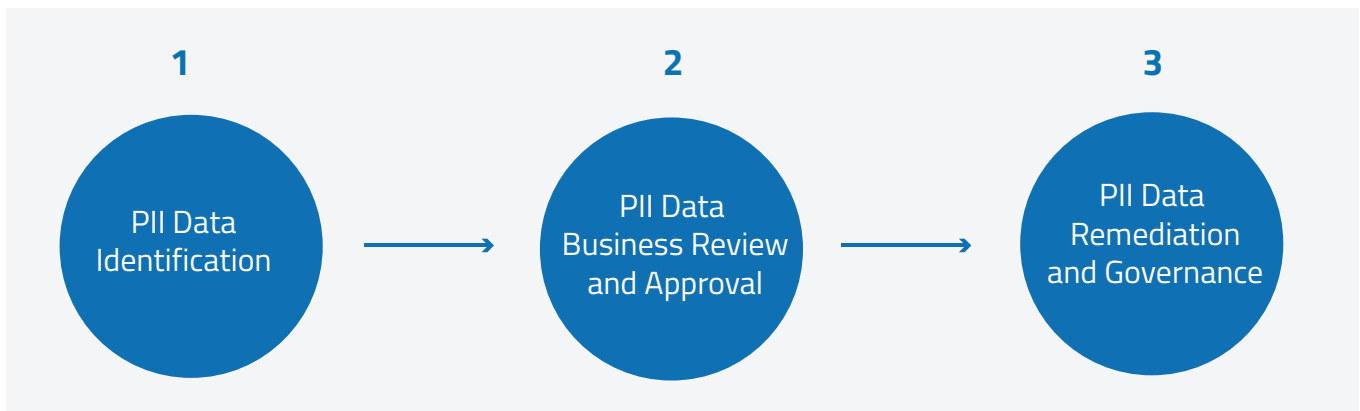 1
PII Data
Identification
2
PII Data
Business Review
and Approval
3
PII Data
Remediation
and Governance